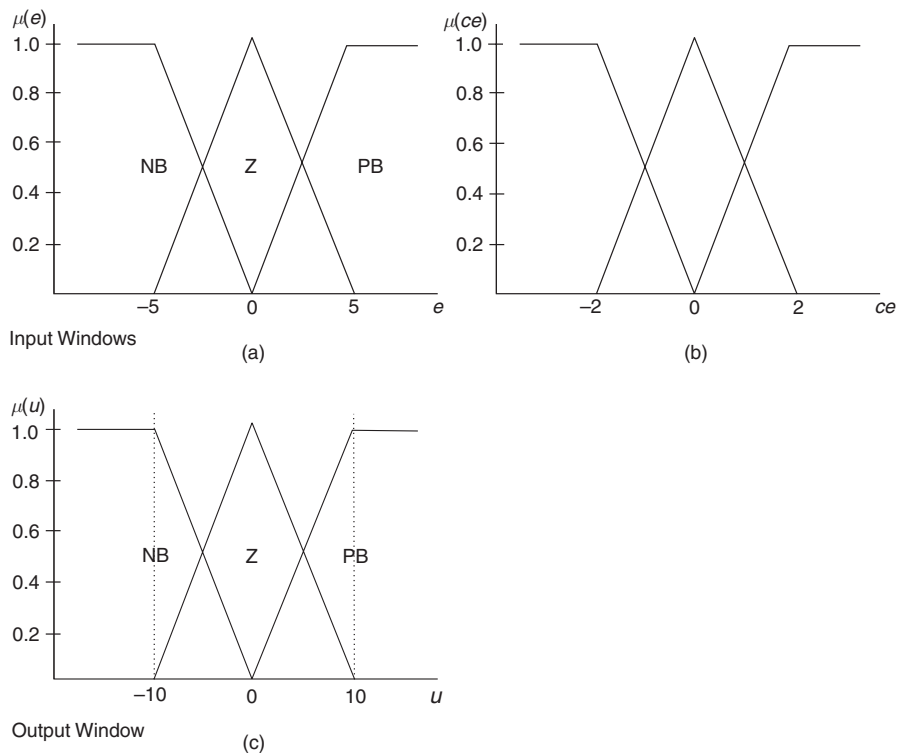 μ(e)
1.0
0.8
0.6
0.4
0.2
NB
Z
PB
–5
0
5
e
Input Windows
(a)
μ(ce)
1.0
0.8
0.6
0.4
0.2
–2
0
2
ce
(b)
μ(u)
1.0
0.8
0.6
0.4
0.2
NB
Z
PB
–10
0
10
u
Output Window
(c)